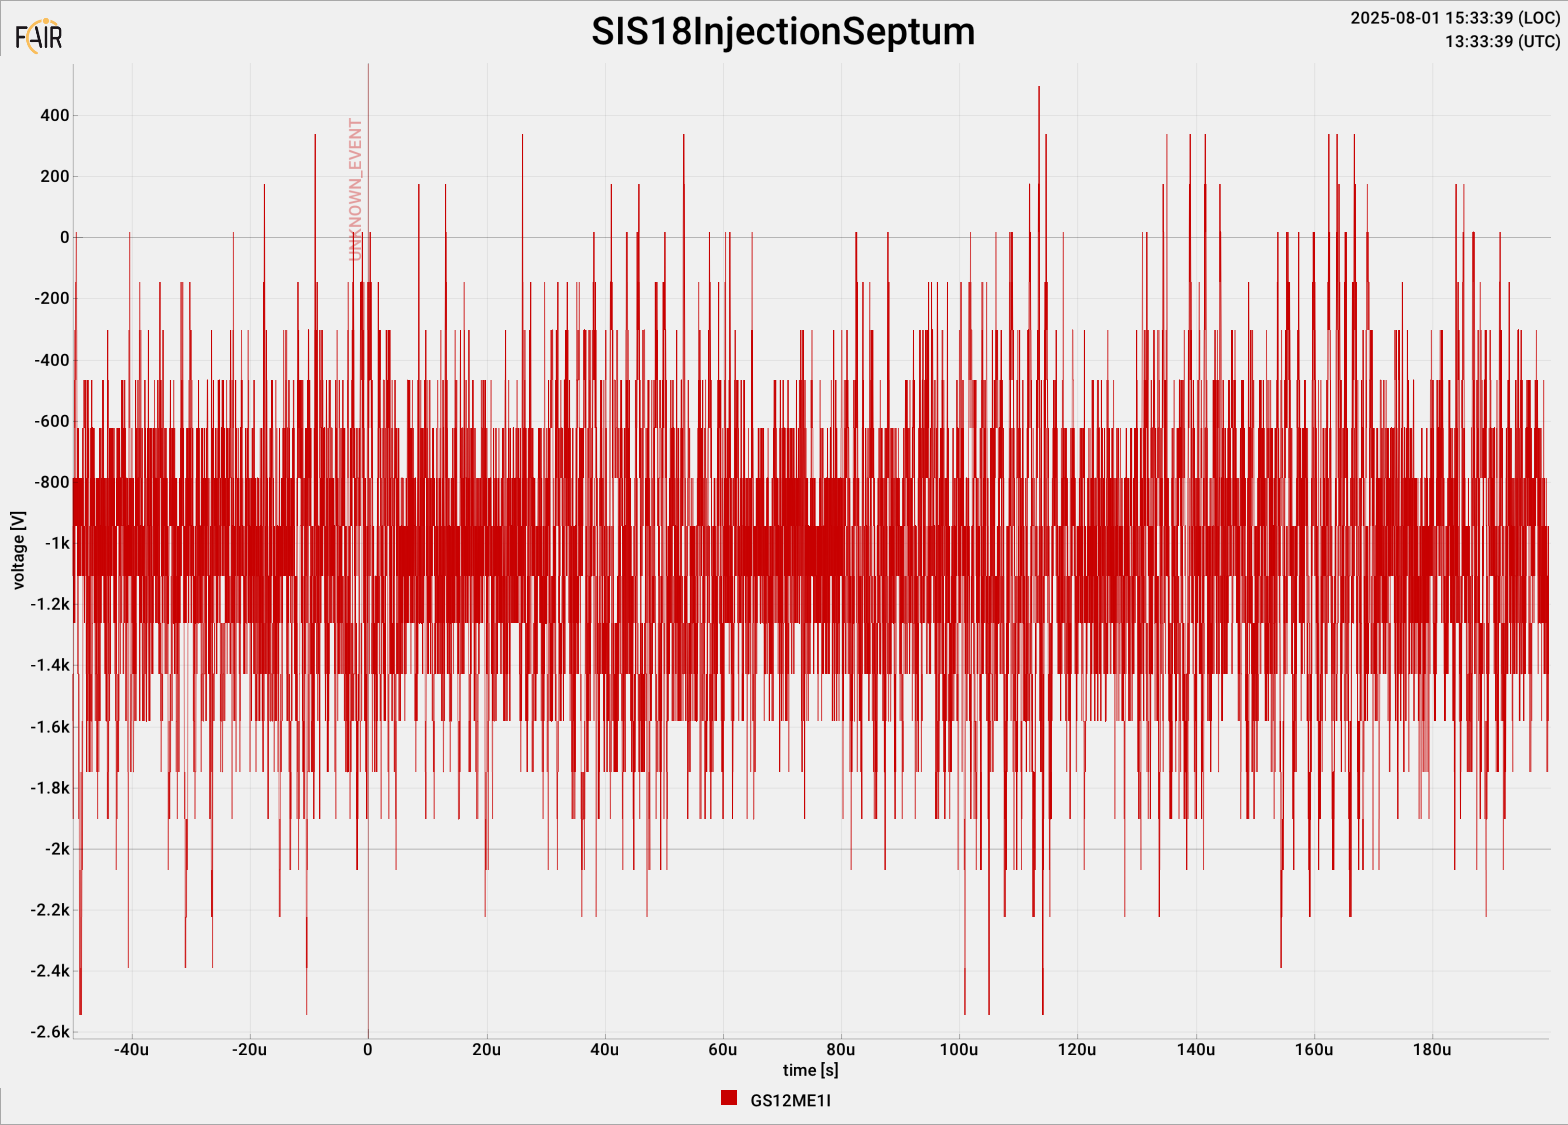 FAIR
SIS18InjectionSeptum
2025-08-01 15:33:39 (LOC)
13:33:39 (UTC)
UNKNOWN_EVENT
voltage [V]
400
200
0
-200
-400
-600
-800
-1k
-1.2k
-1.4k
-1.6k
-1.8k
-2k
-2.2k
-2.4k
-2.6k
-40u -20u 0 20u 40u 60u 80u 100u 120u 140u 160u 180u
time [s]
GS12ME1I